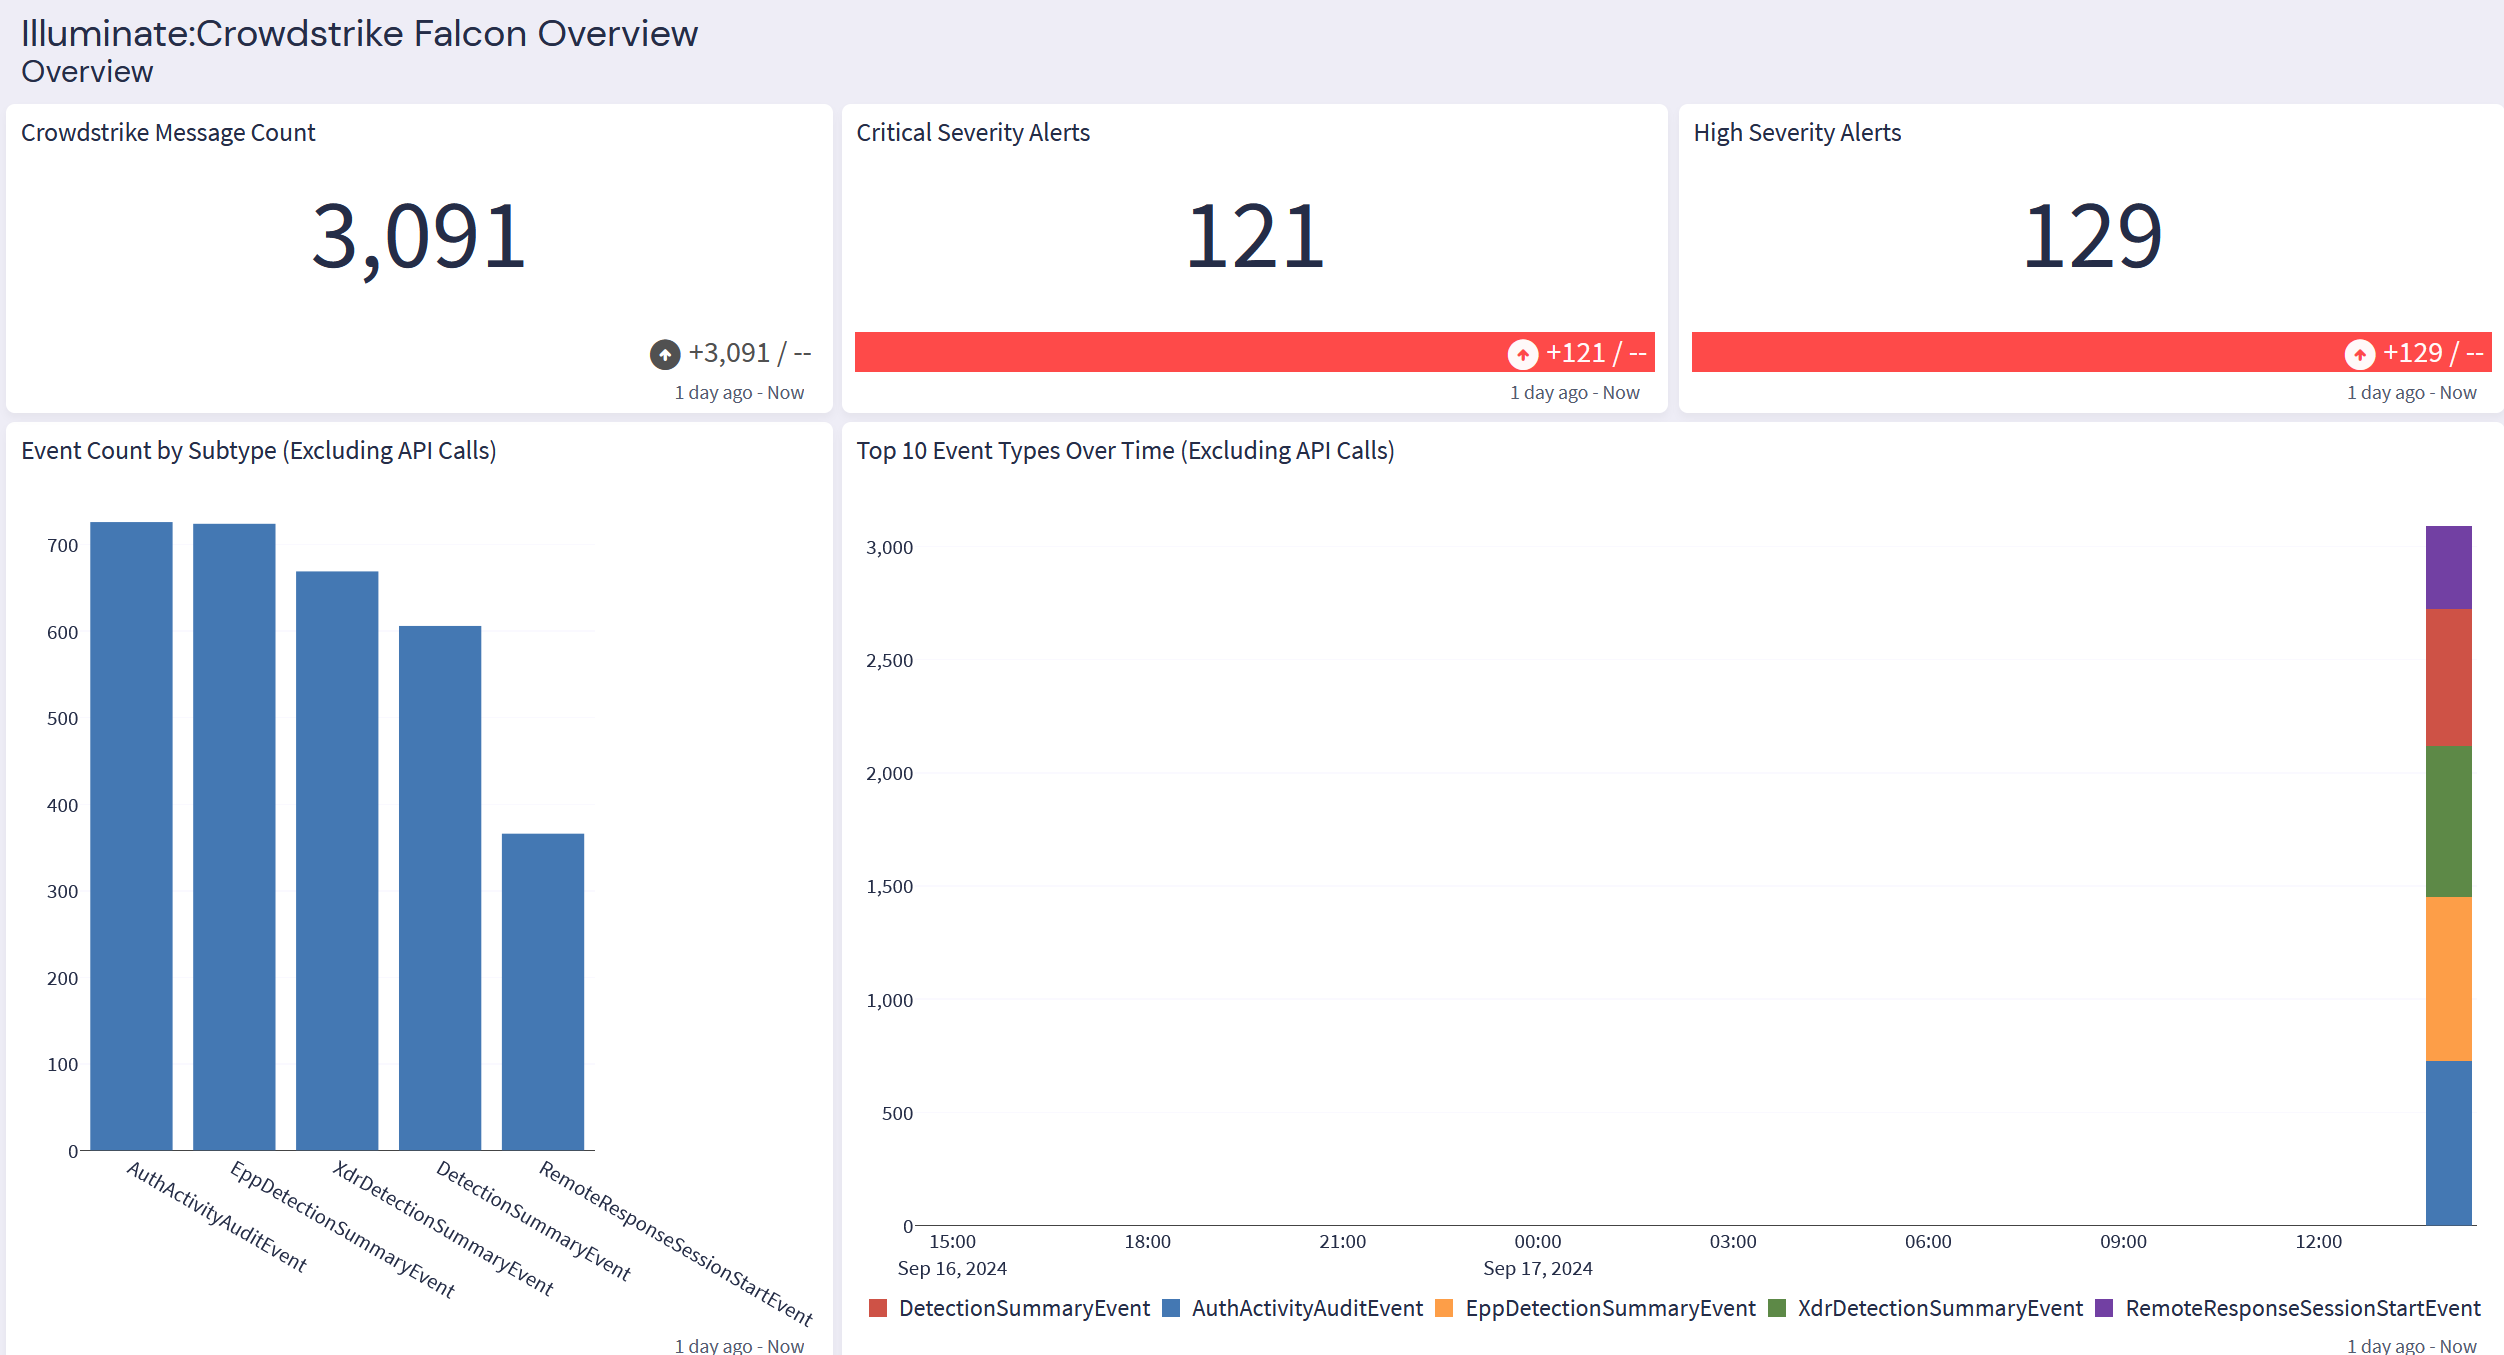 Illuminate:Crowdstrike Falcon Overview
Overview
Crowdstrike Message Count
3,091
+3,091 / --
1 day ago - Now
Critical Severity Alerts
121
+121 / --
1 day ago - Now
High Severity Alerts
129
+129 / --
1 day ago - Now
Event Count by Subtype (Excluding API Calls)
700
600
500
400
300
200
100
0
AuthActivityAuditEvent
EppDetectionSummaryEvent
XdrDetectionSummaryEvent
DetectionSummaryEvent
RemoteResponseSessionStartEvent
1 day ago - Now
Top 10 Event Types Over Time (Excluding API Calls)
3,000
2,500
2,000
1,500
1,000
500
0
15:00 18:00 21:00 00:00 03:00 06:00 09:00 12:00
Sep 16, 2024 Sep 17, 2024
DetectionSummaryEvent AuthActivityAuditEvent EppDetectionSummaryEvent XdrDetectionSummaryEvent RemoteResponseSessionStartEvent
1 day ago - Now